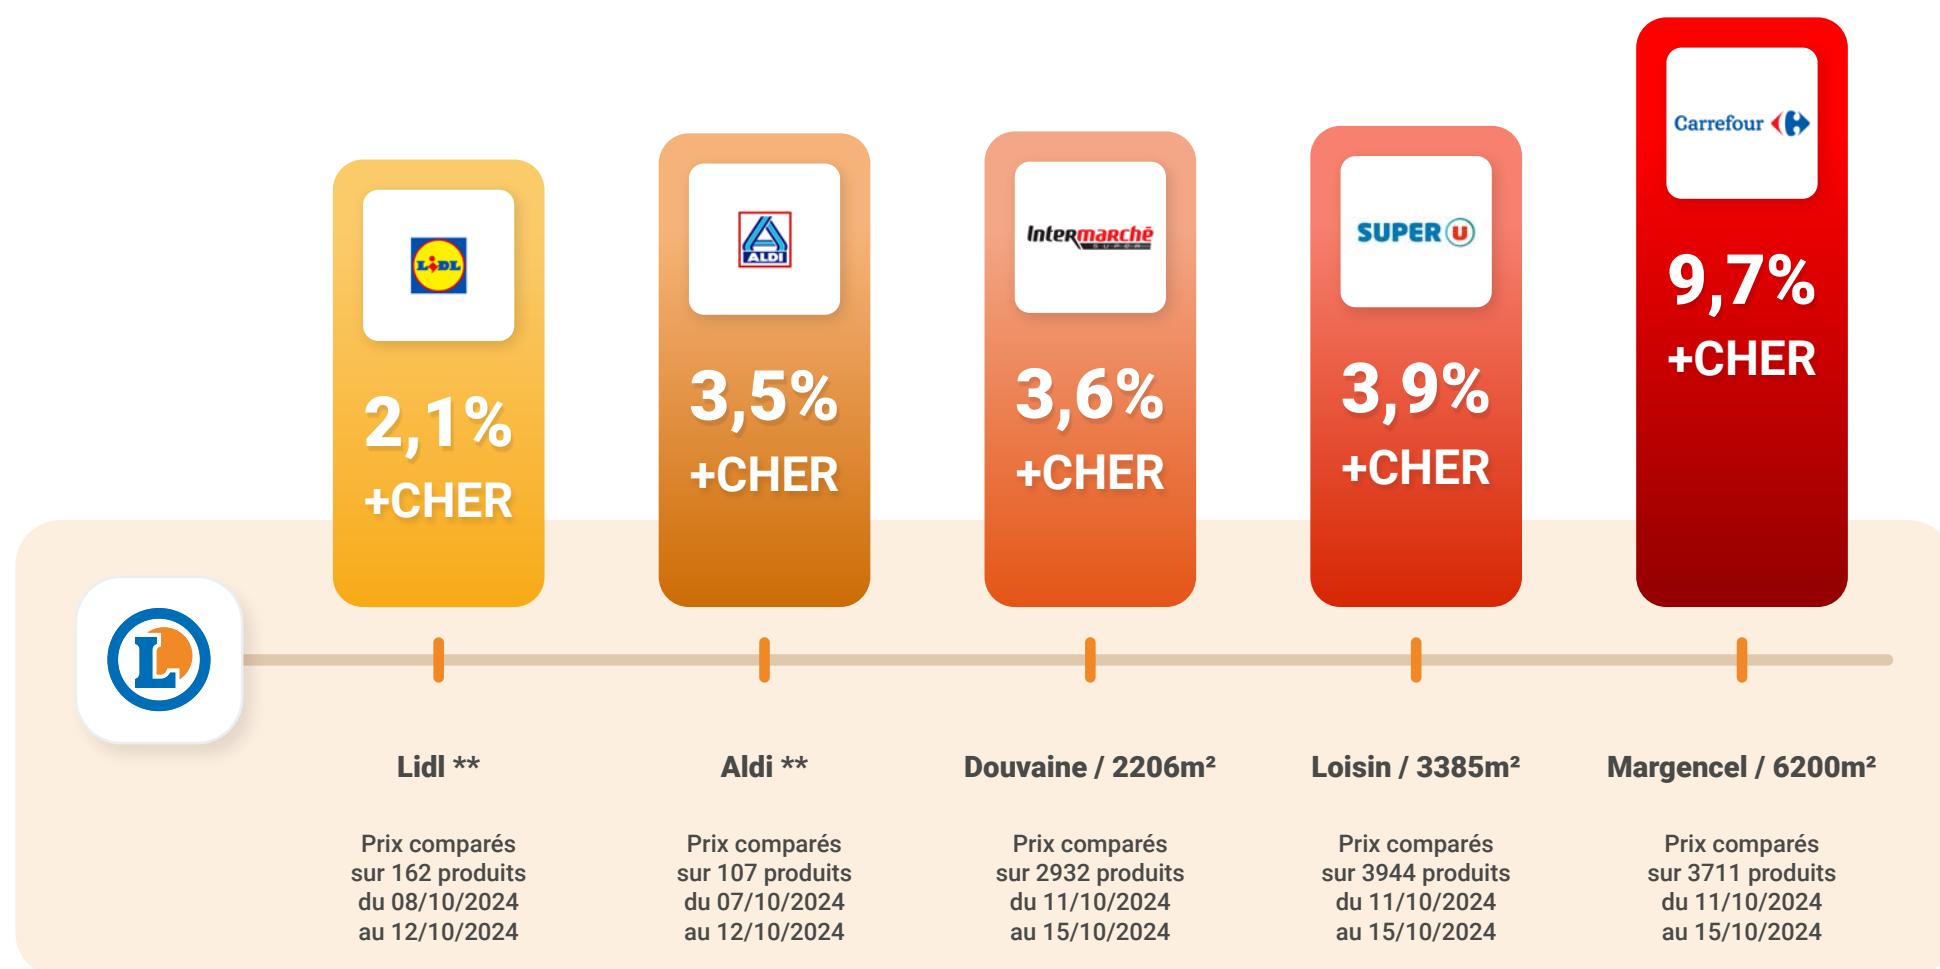 LIDL
2,1%
+CHER
ALDI
3,5%
+CHER
Intermarché
SUPER
3,6%
+CHER
SUPER U
3,9%
+CHER
Carrefour
9,7%
+CHER
L
Lidl **
Prix comparés
sur 162 produits
du 08/10/2024
au 12/10/2024
Aldi **
Prix comparés
sur 107 produits
du 07/10/2024
au 12/10/2024
Douvaine / 2206m²
Prix comparés
sur 2932 produits
du 11/10/2024
au 15/10/2024
Loisin / 3385m²
Prix comparés
sur 3944 produits
du 11/10/2024
au 15/10/2024
Margencel / 6200m²
Prix comparés
sur 3711 produits
du 11/10/2024
au 15/10/2024